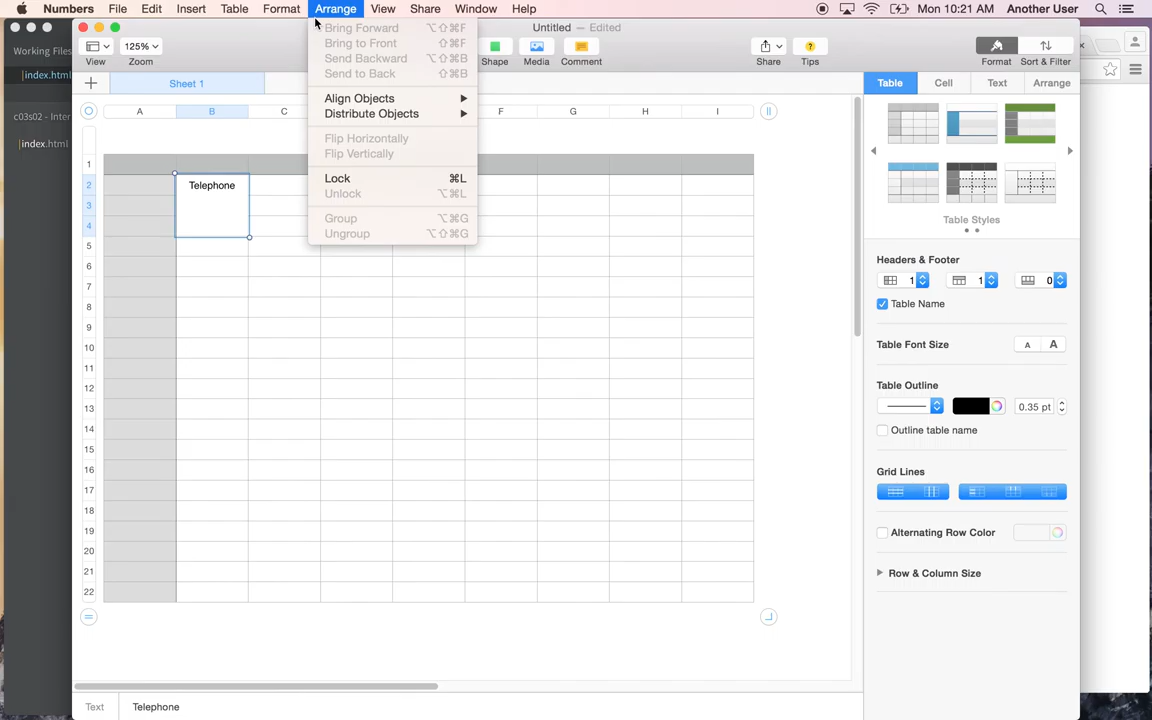 Numbers File Edit Insert Table Format Arrange View Share Window Help Mon 10:21 AM Another User
Untitled — Edited
125%
View Zoom Shape Media Comment Share Tips Format Sort & Filter
Working Files
index.html
c03s02 - Inter
index.html
Sheet 1
Bring Forward ⌥⇧⌘F
Bring to Front ⇧⌘F
Send Backward ⌥⇧⌘B
Send to Back ⇧⌘B
Align Objects
Distribute Objects
Flip Horizontally
Flip Vertically
Lock ⌘L
Unlock ⌥⌘L
Group ⌥⌘G
Ungroup ⌥⇧⌘G
A B C F G H I
1
2
3
4
5
6
7
8
9
10
11
12
13
14
15
16
17
18
19
20
21
22
Telephone
Table Cell Text Arrange
Table Styles
Headers & Footer
1 1 0
Table Name
Table Font Size A A
Table Outline
0.35 pt
Outline table name
Grid Lines
Alternating Row Color
Row & Column Size
Text Telephone